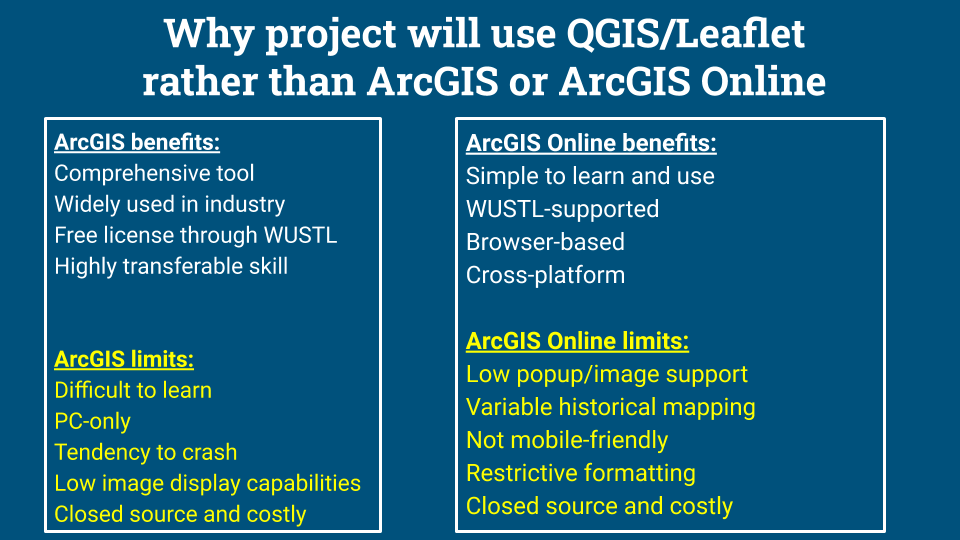 Why project will use QGIS/Leaflet
rather than ArcGIS or ArcGIS Online
ArcGIS benefits:
Comprehensive tool
Widely used in industry
Free license through WUSTL
Highly transferable skill
ArcGIS limits:
Difficult to learn
PC-only
Tendency to crash
Low image display capabilities
Closed source and costly
ArcGIS Online benefits:
Simple to learn and use
WUSTL-supported
Browser-based
Cross-platform
ArcGIS Online limits:
Low popup/image support
Variable historical mapping
Not mobile-friendly
Restrictive formatting
Closed source and costly